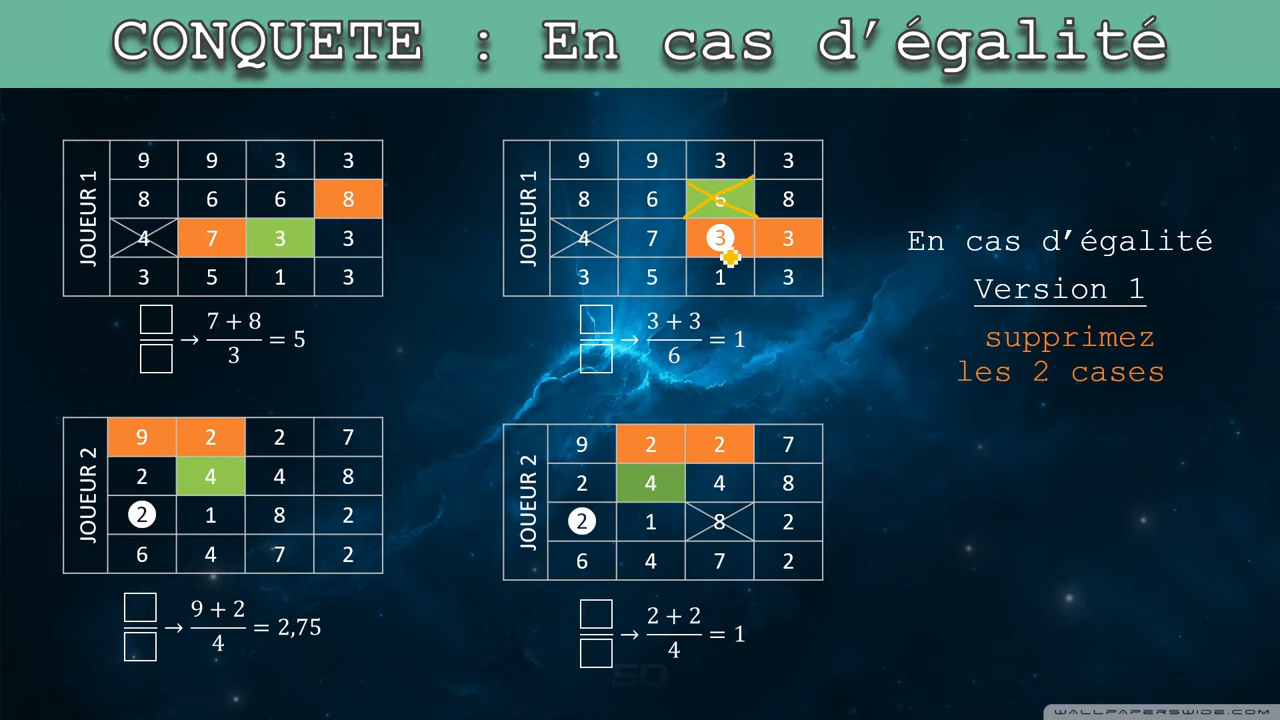 CONQUETE : En cas d'égalité
JOUEUR 1
9 9 3 3
8 6 6 8
4 7 3 3
3 5 1 3
→ 7 + 8 / 3 = 5
JOUEUR 2
9 2 2 7
2 4 4 8
2 1 8 2
6 4 7 2
→ 9 + 2 / 4 = 2,75
JOUEUR 1
9 9 3 3
8 6 6 8
4 7 3 3
3 5 1 3
→ 3 + 3 / 6 = 1
JOUEUR 2
9 2 2 7
2 4 4 8
2 1 8 2
6 4 7 2
→ 2 + 2 / 4 = 1
En cas d'égalité
Version 1
supprimez
les 2 cases
SD
WALLPAPERSWIDE.COM